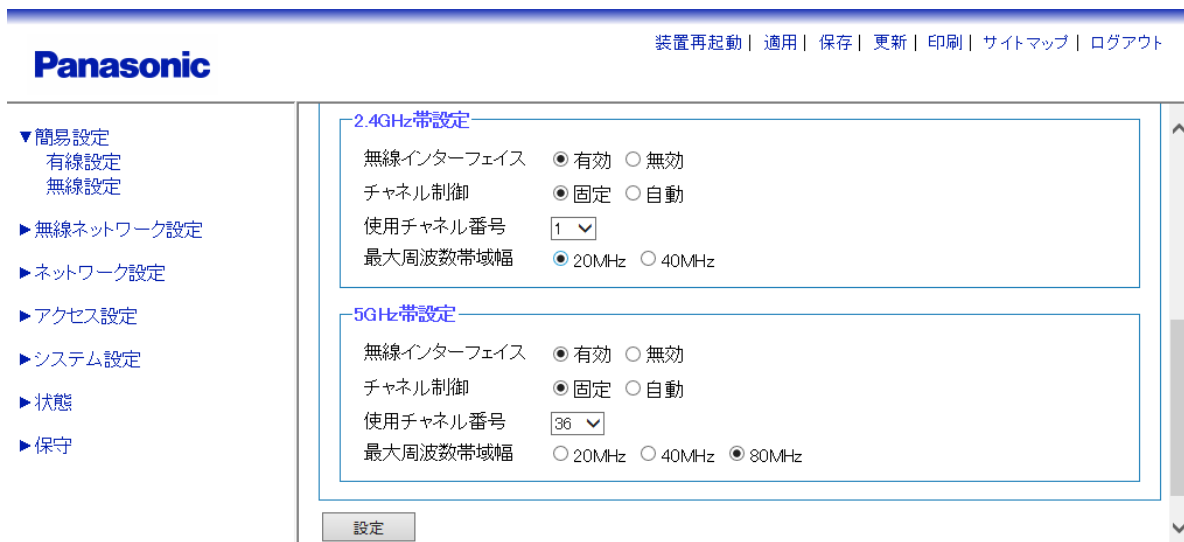 Panasonic
装置再起動 | 適用 | 保存 | 更新 | 印刷 | サイトマップ | ログアウト
▼簡易設定
有線設定
無線設定
►無線ネットワーク設定
►ネットワーク設定
►アクセス設定
►システム設定
►状態
►保守
2.4GHz帯設定
無線インターフェイス 有効 無効
チャネル制御 固定 自動
使用チャネル番号 1
最大周波数帯域幅 20MHz 40MHz
5GHz帯設定
無線インターフェイス 有効 無効
チャネル制御 固定 自動
使用チャネル番号 36
最大周波数帯域幅 20MHz 40MHz 80MHz
設定